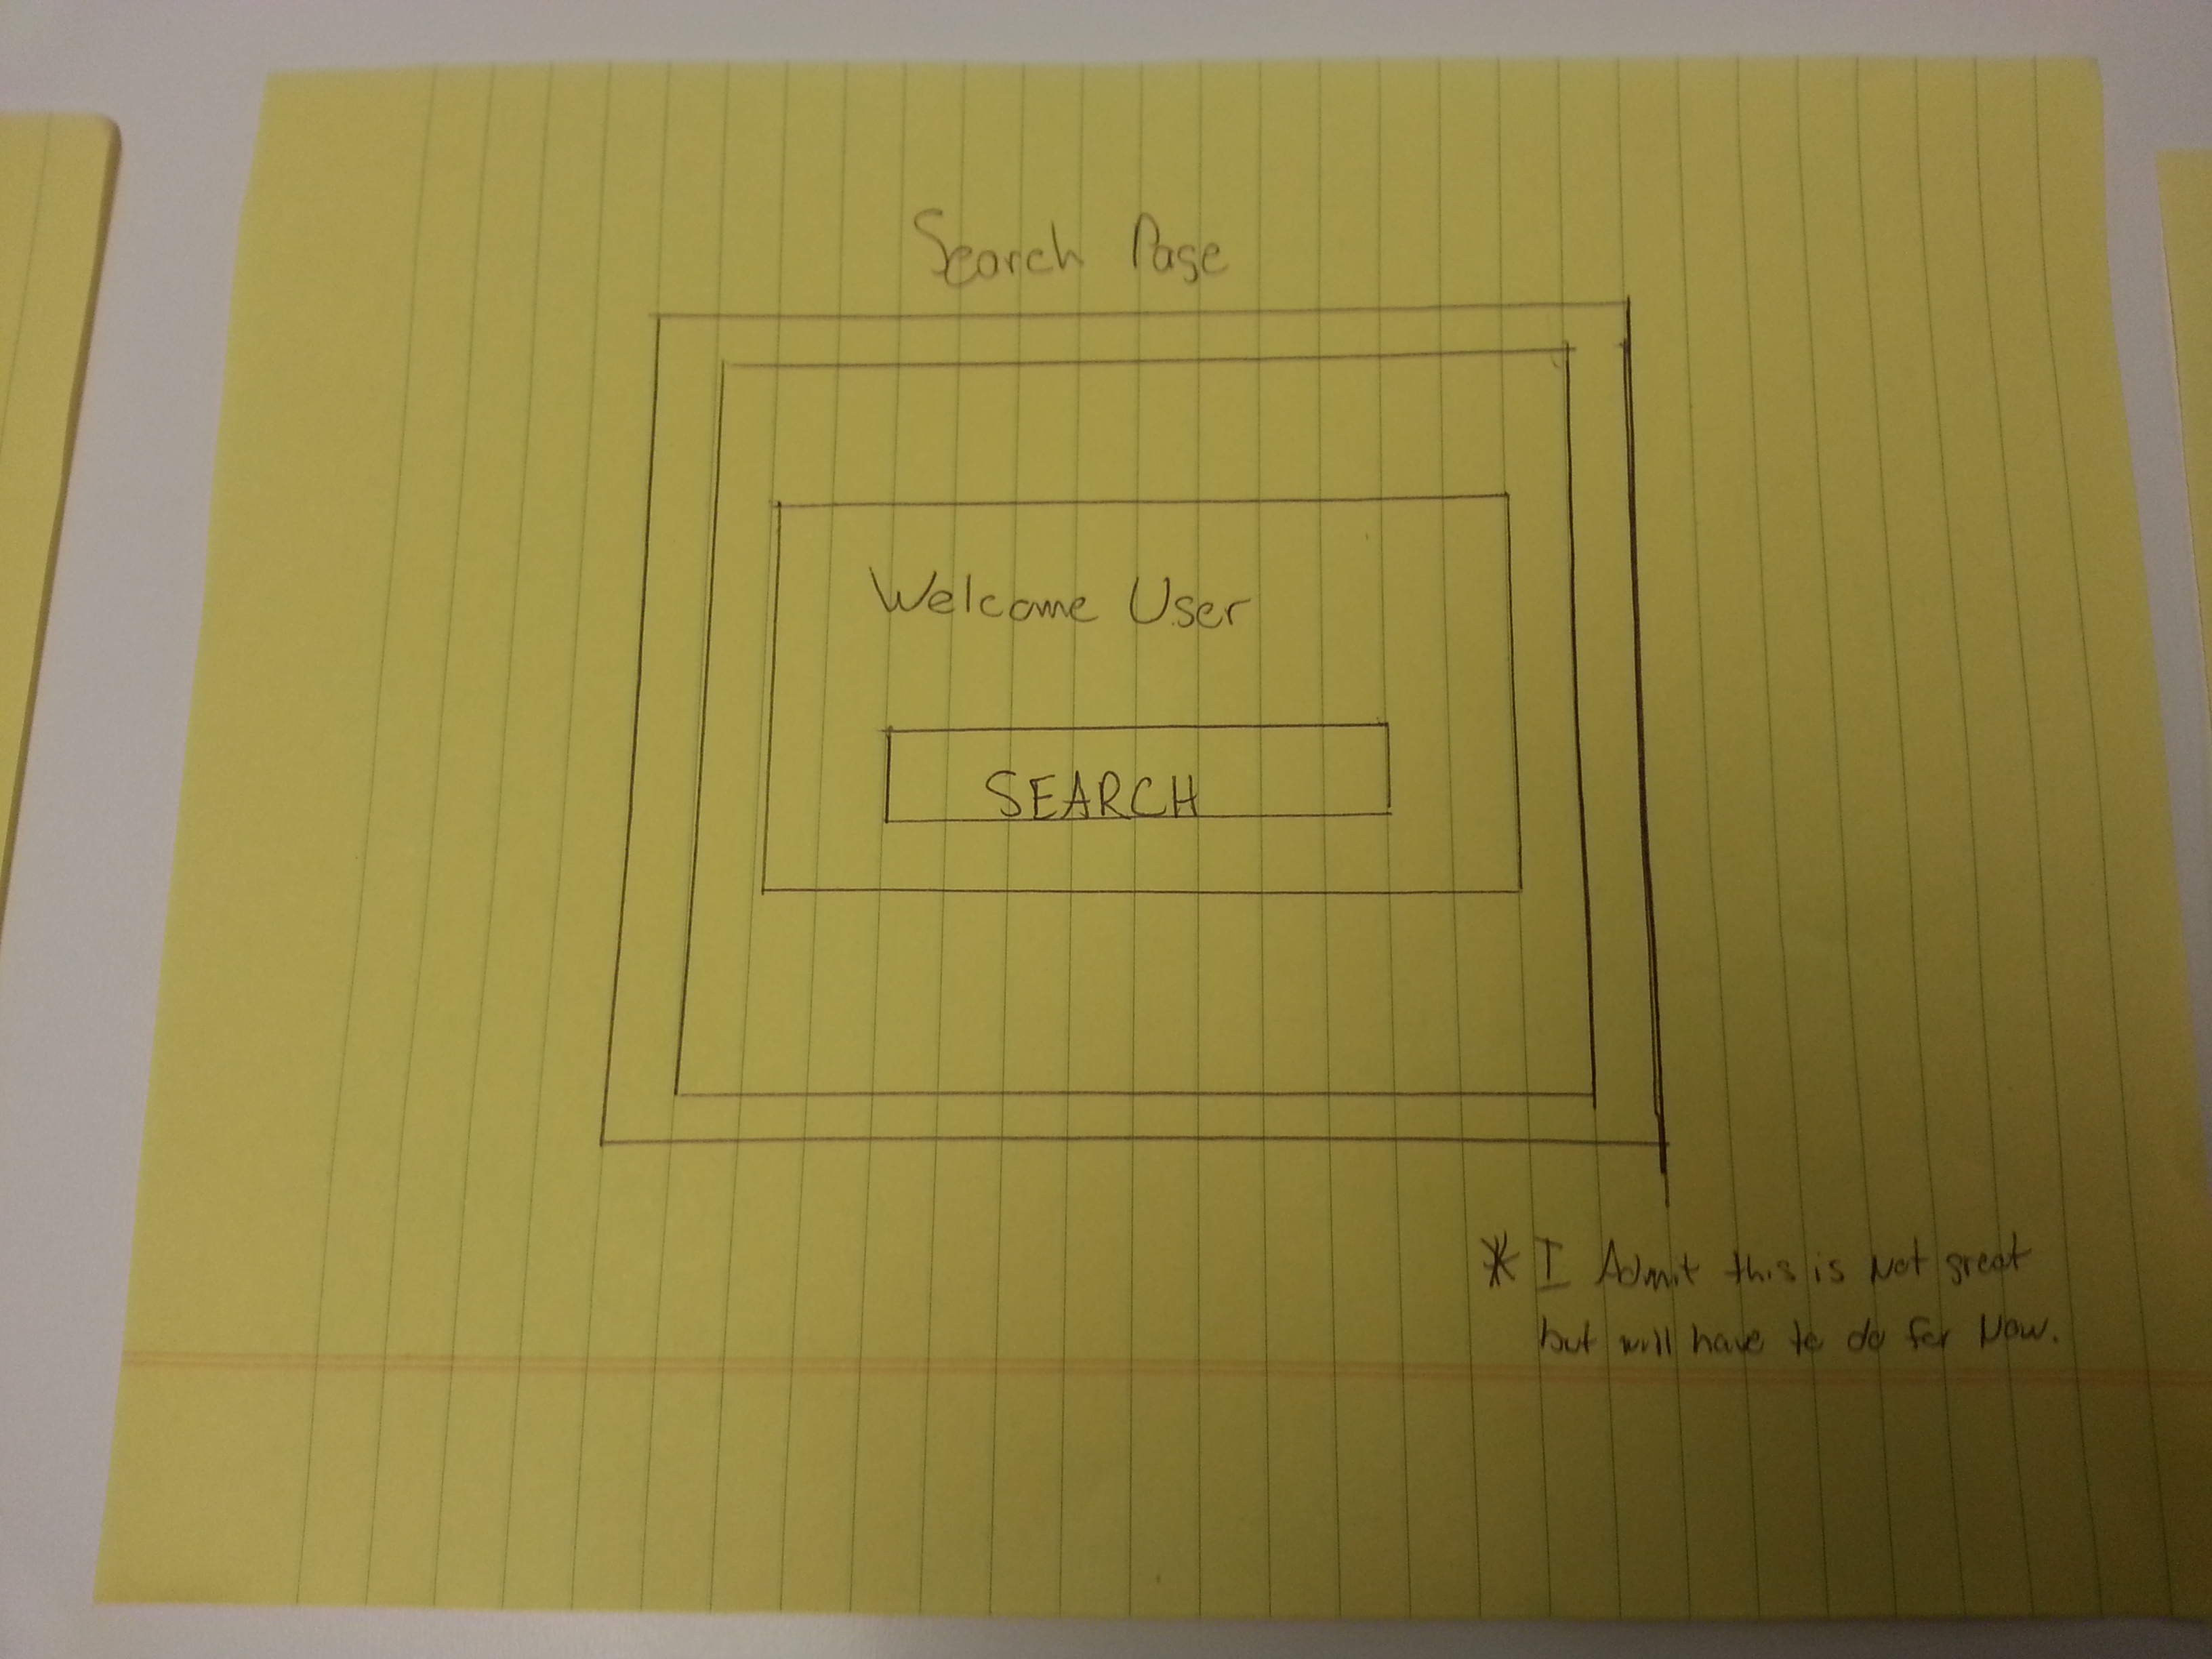 Search Page
Welcome User
SEARCH
* I Admit this is Not great
but will have to do for Now.